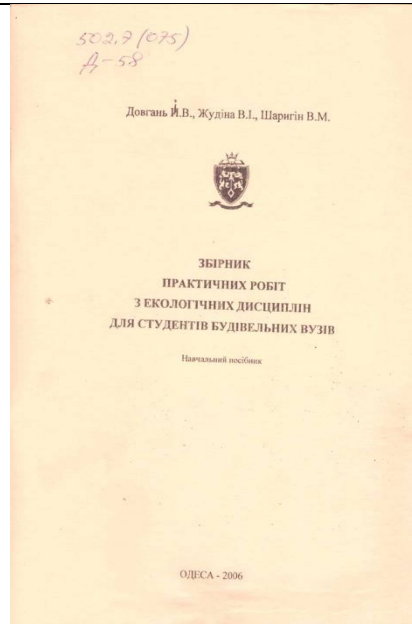 502.7 (075)
Д-58
Довгань І.В., Жудіна В.І., Шаригін В.М.
ЗБІРНИК
ПРАКТИЧНИХ РОБІТ
З ЕКОЛОГІЧНИХ ДИСЦИПЛІН
ДЛЯ СТУДЕНТІВ БУДІВЕЛЬНИХ ВУЗІВ
Навчальний посібник
ОДЕСА - 2006